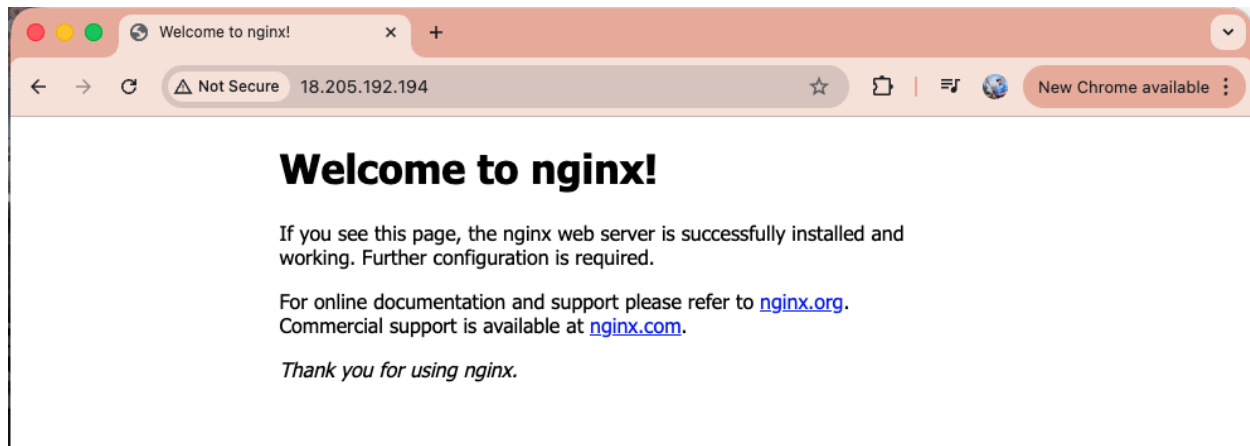 Welcome to nginx!
Not Secure 18.205.192.194
New Chrome available
Welcome to nginx!
If you see this page, the nginx web server is successfully installed and
working. Further configuration is required.
For online documentation and support please refer to nginx.org.
Commercial support is available at nginx.com.
Thank you for using nginx.